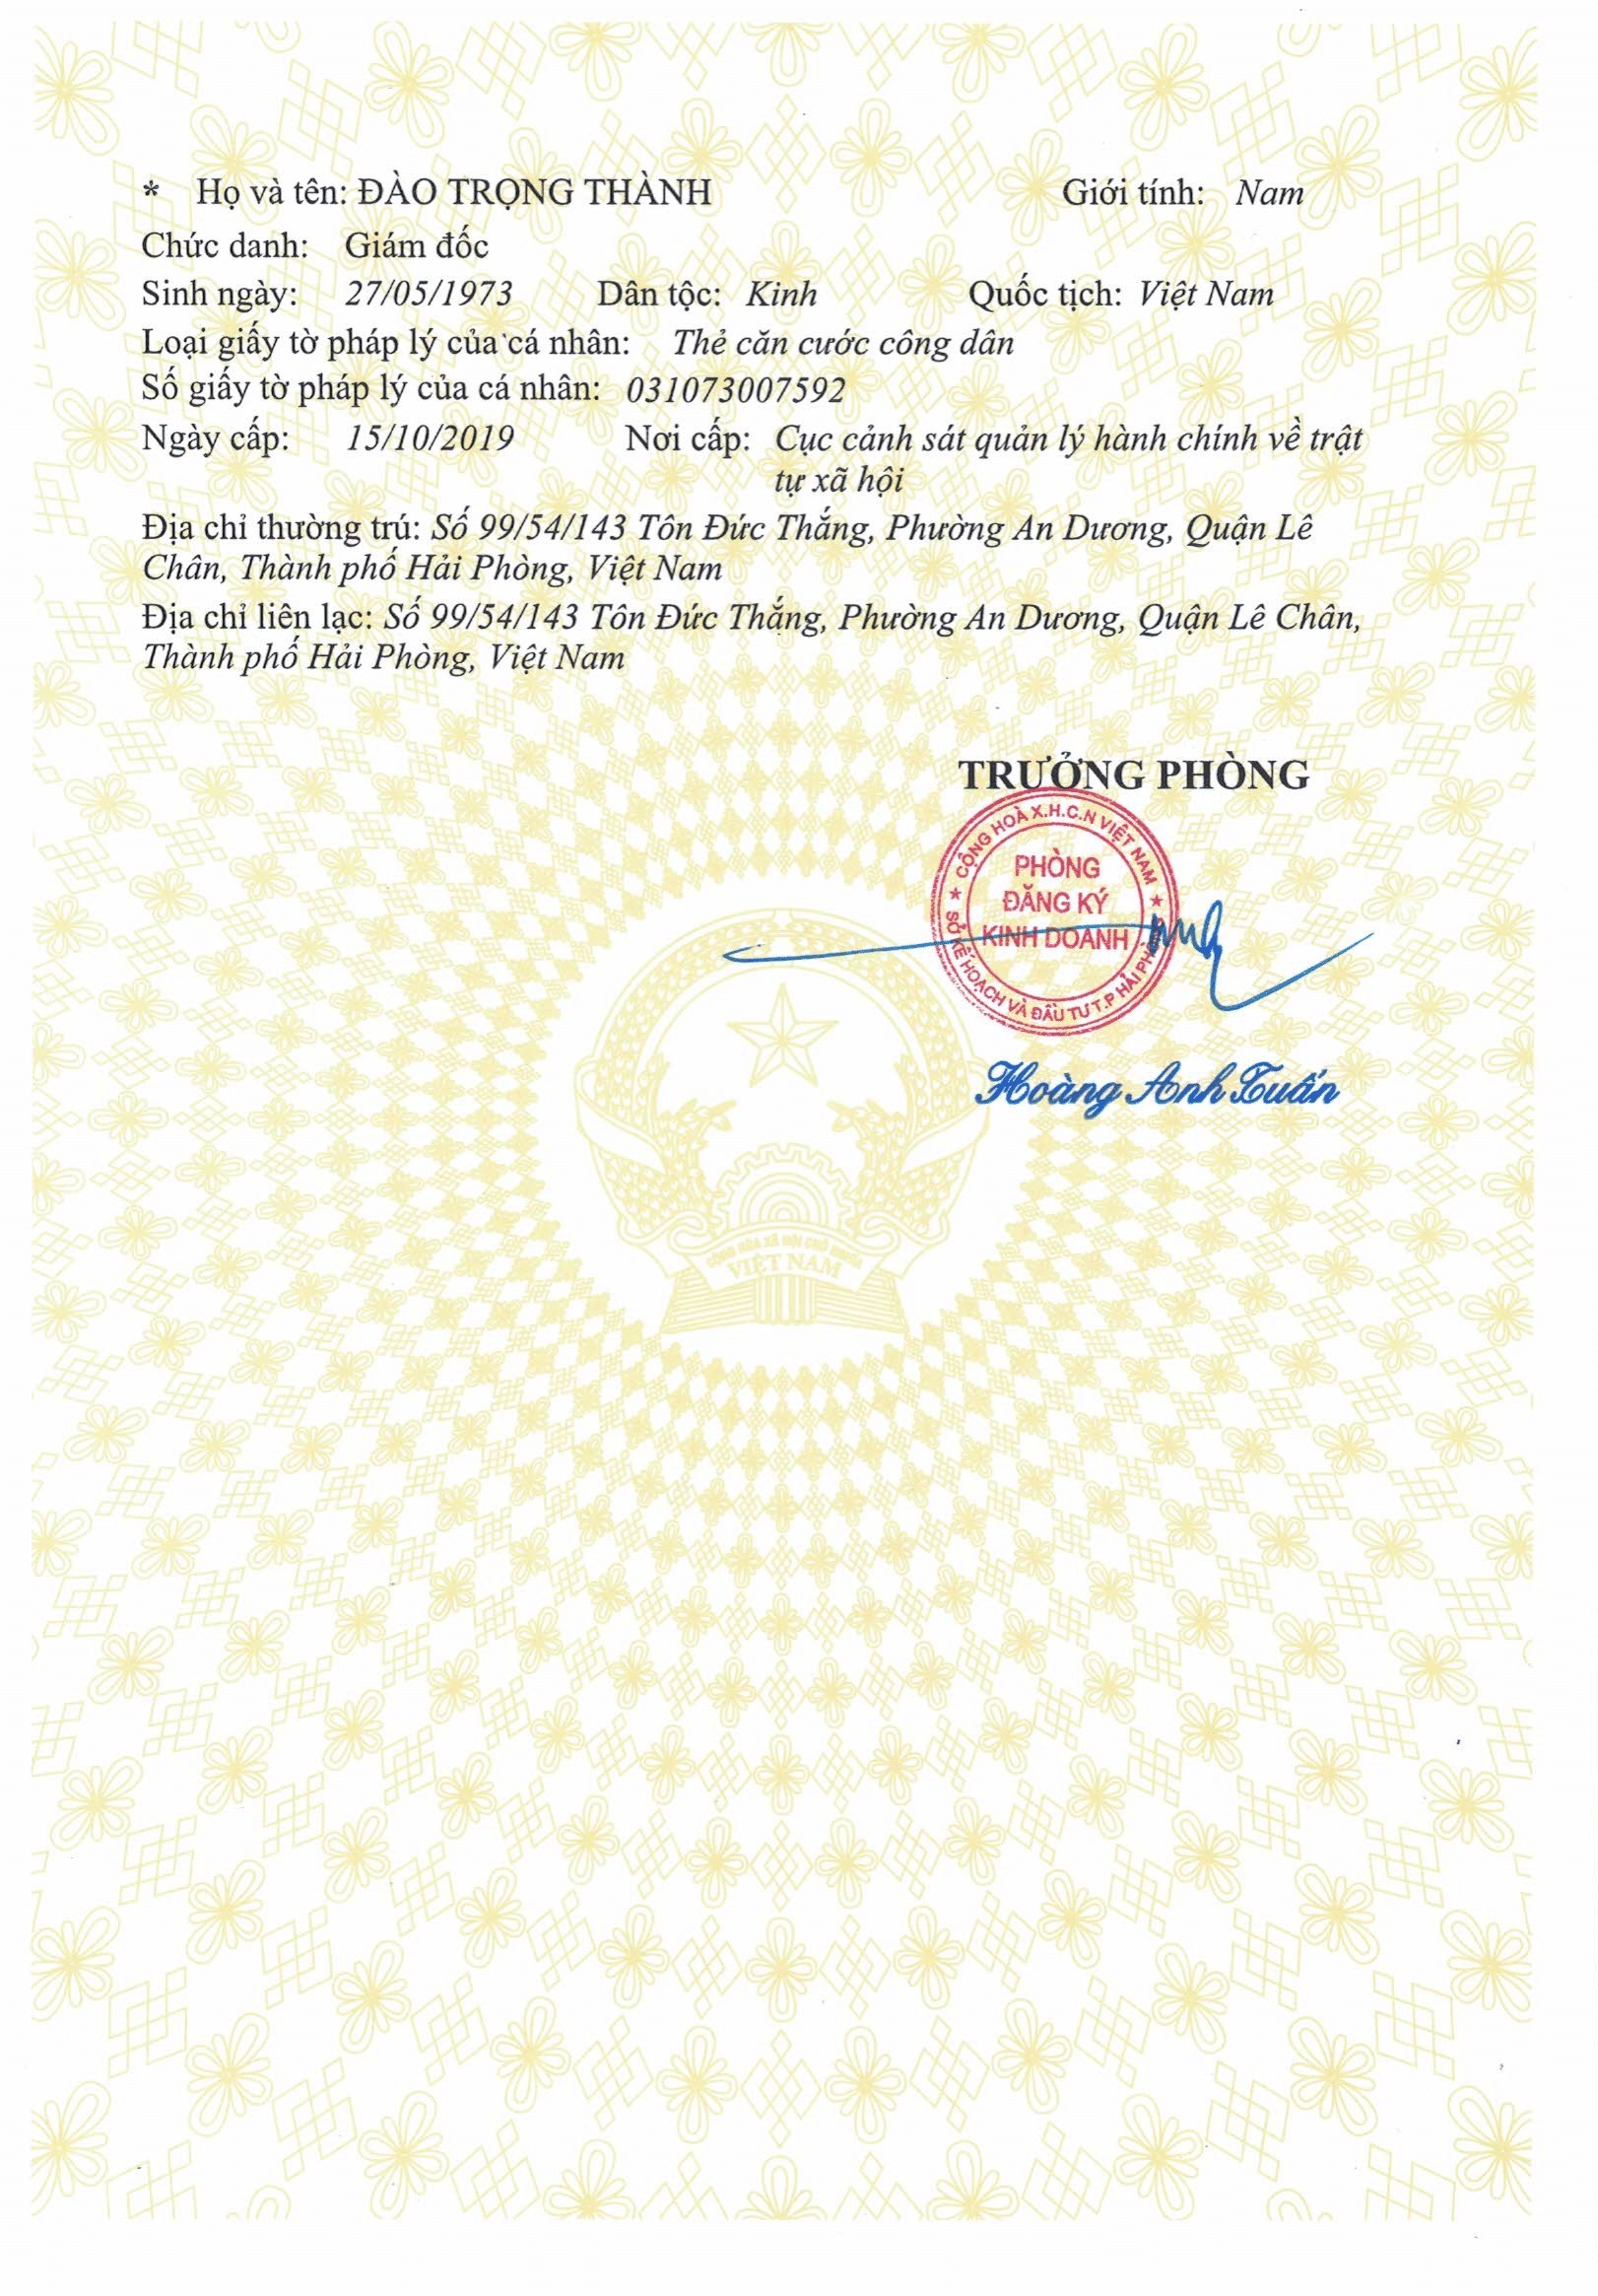 * Họ và tên: ĐÀO TRỌNG THÀNH Giới tính: Nam
Chức danh: Giám đốc
Sinh ngày: 27/05/1973 Dân tộc: Kinh Quốc tịch: Việt Nam
Loại giấy tờ pháp lý của cá nhân: Thẻ căn cước công dân
Số giấy tờ pháp lý của cá nhân: 031073007592
Ngày cấp: 15/10/2019 Nơi cấp: Cục cảnh sát quản lý hành chính về trật
tự xã hội
Địa chỉ thường trú: Số 99/54/143 Tôn Đức Thắng, Phường An Dương, Quận Lê
Chân, Thành phố Hải Phòng, Việt Nam
Địa chỉ liên lạc: Số 99/54/143 Tôn Đức Thắng, Phường An Dương, Quận Lê Chân,
Thành phố Hải Phòng, Việt Nam
TRƯỞNG PHÒNG
CỘNG HOÀ X.H.C.N VIỆT NAM
PHÒNG
ĐĂNG KÝ
KINH DOANH
SỞ KẾ HOẠCH VÀ ĐẦU TƯ T.P HẢI PHÒNG
Hoàng Anh Tuấn
CỘNG HÒA XÃ HỘI CHỦ NGHĨA
VIỆT NAM